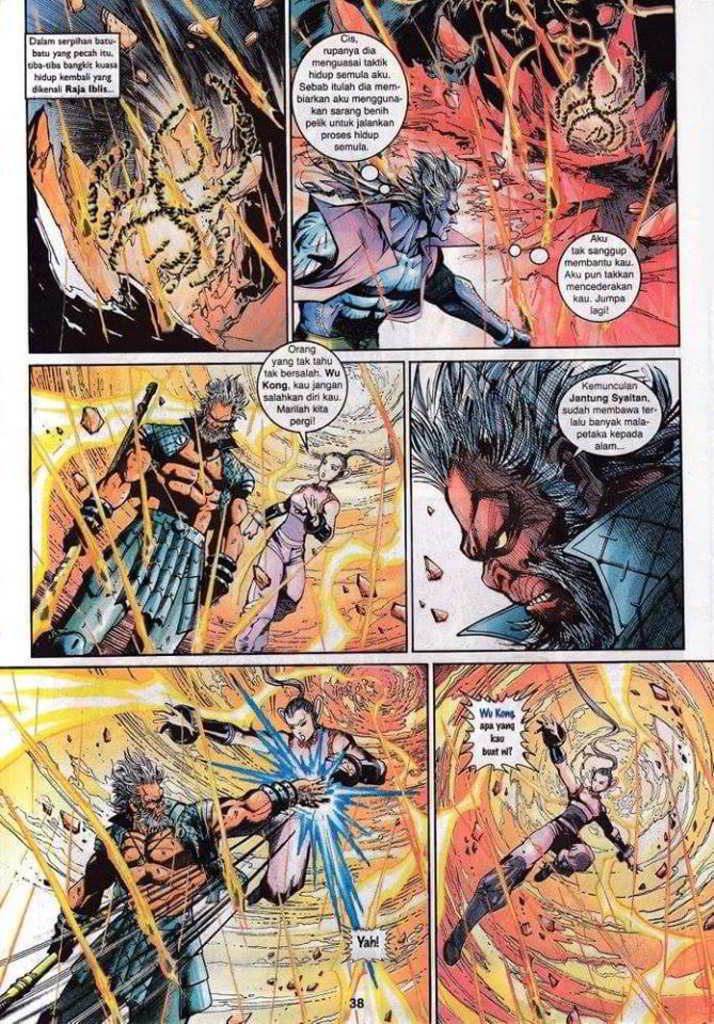 Dalam serpihan batu-
batu yang pecah itu,
tiba-tiba bangkit kuasa
hidup kembali yang
dikenali Raja Iblis...
Cis,
rupanya dia
menguasai taktik
hidup semula aku.
Sebab itulah dia mem-
biarkan aku mengguna-
kan sarang benih
pelik untuk jalankan
proses hidup
semula.
Aku
tak sanggup
membantu kau.
Aku pun takkan
mencederakan
kau. Jumpa
lagi!
Orang
yang tak tahu
tak bersalah. Wu
Kong, kau jangan
salahkan diri kau.
Marilah kita
pergi!
Kemunculan
Jantung Syaitan,
sudah membawa ter-
lalu banyak mala-
petaka kepada
alam...
Yah!
Wu Kong,
apa yang
kau
buat ni?
38